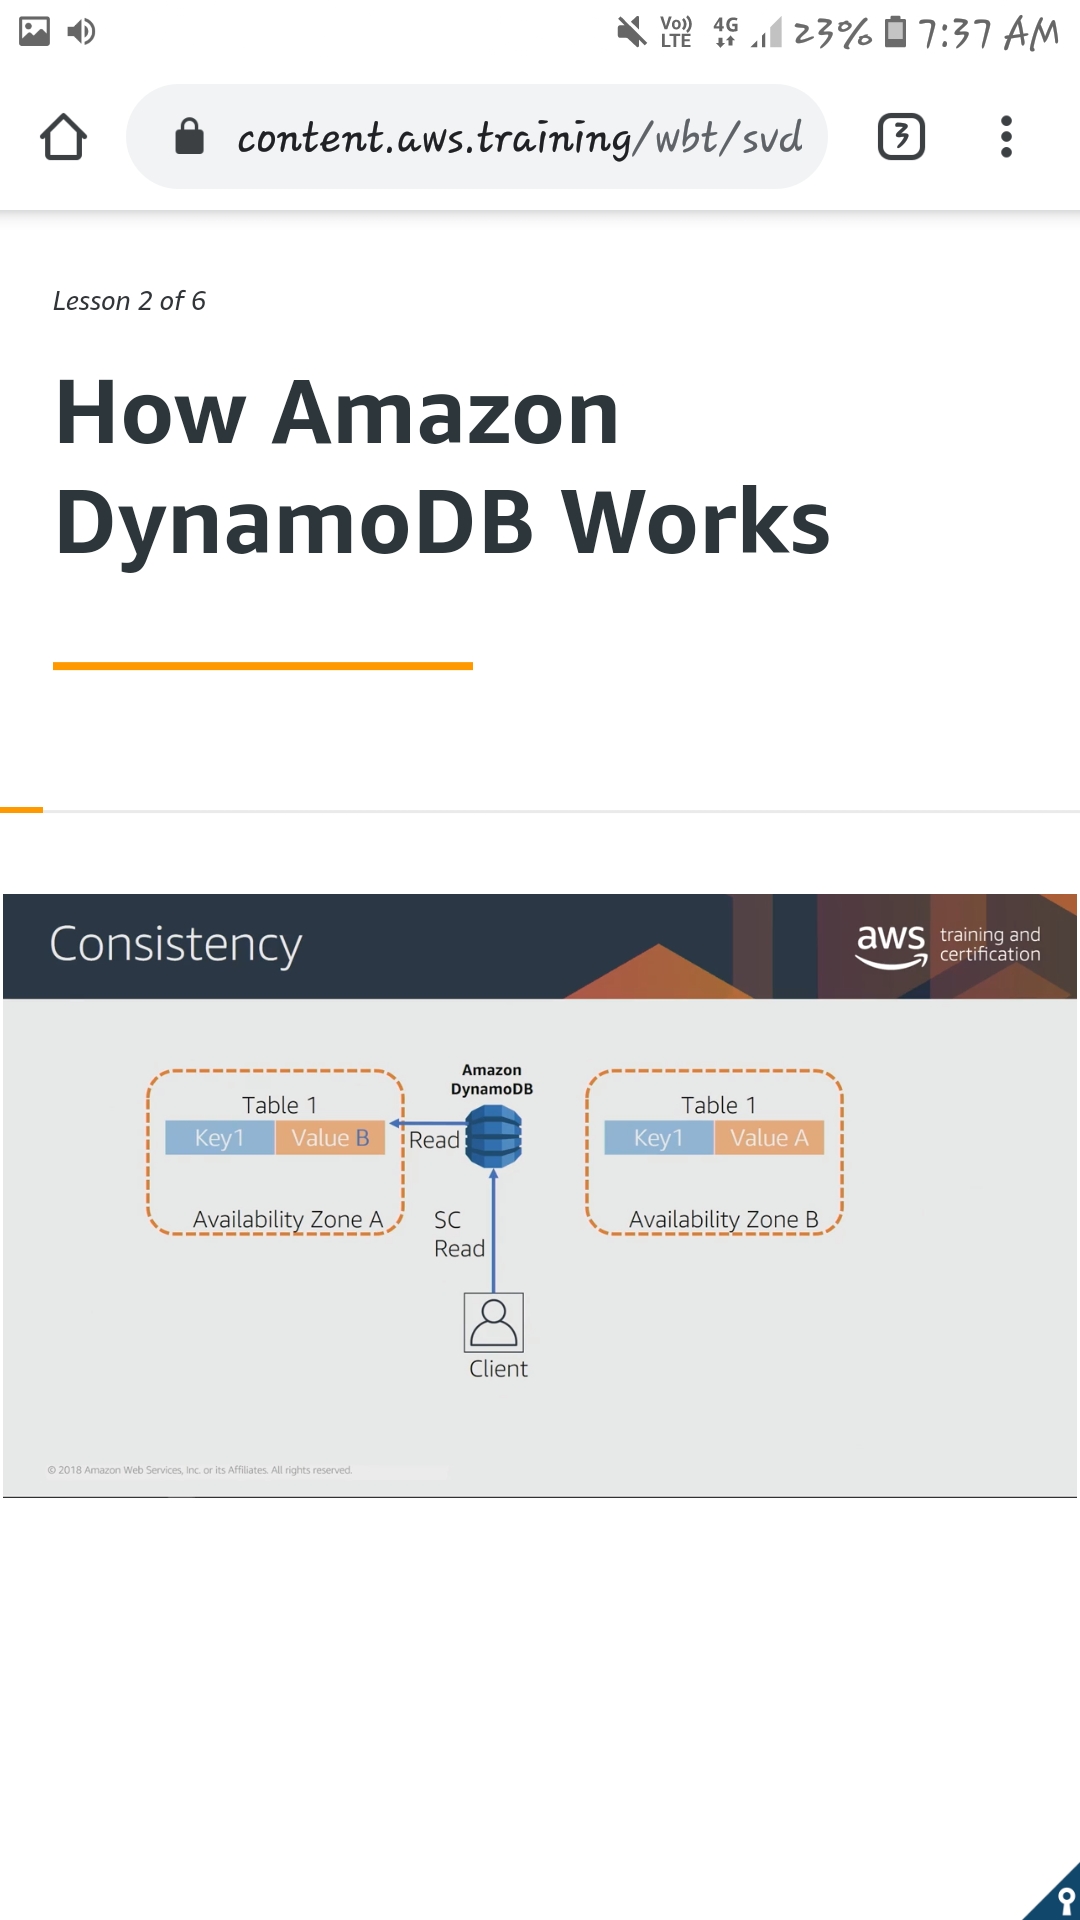 Vo)) LTE 4G 23% 7:37 AM
content.aws.training/wbt/svd
3
Lesson 2 of 6
How Amazon
DynamoDB Works
Consistency
aws training and
certification
Amazon
DynamoDB
Table 1
Key1 Value B
Read
Availability Zone A
Table 1
Key1 Value A
Availability Zone B
SC
Read
Client
© 2018 Amazon Web Services, Inc. or its Affiliates. All rights reserved.